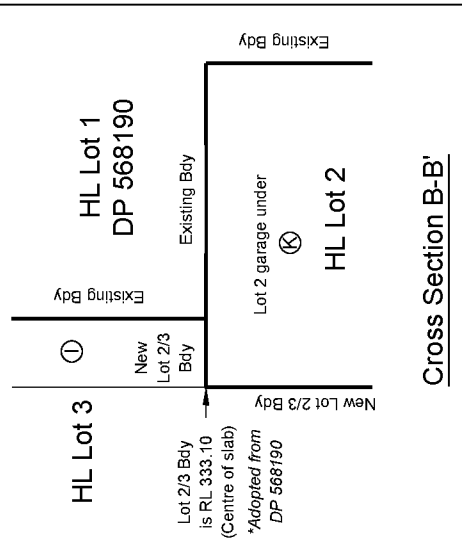 Existing Bdy
HL Lot 1
DP 568190
Existing Bdy
Existing Bdy
I
New
Lot 2/3
Bdy
HL Lot 3
Lot 2 garage under
K
HL Lot 2
New Lot 2/3 Bdy
Lot 2/3 Bdy
is RL 333.10
(Centre of slab)
*Adopted from
DP 568190
Cross Section B-B'